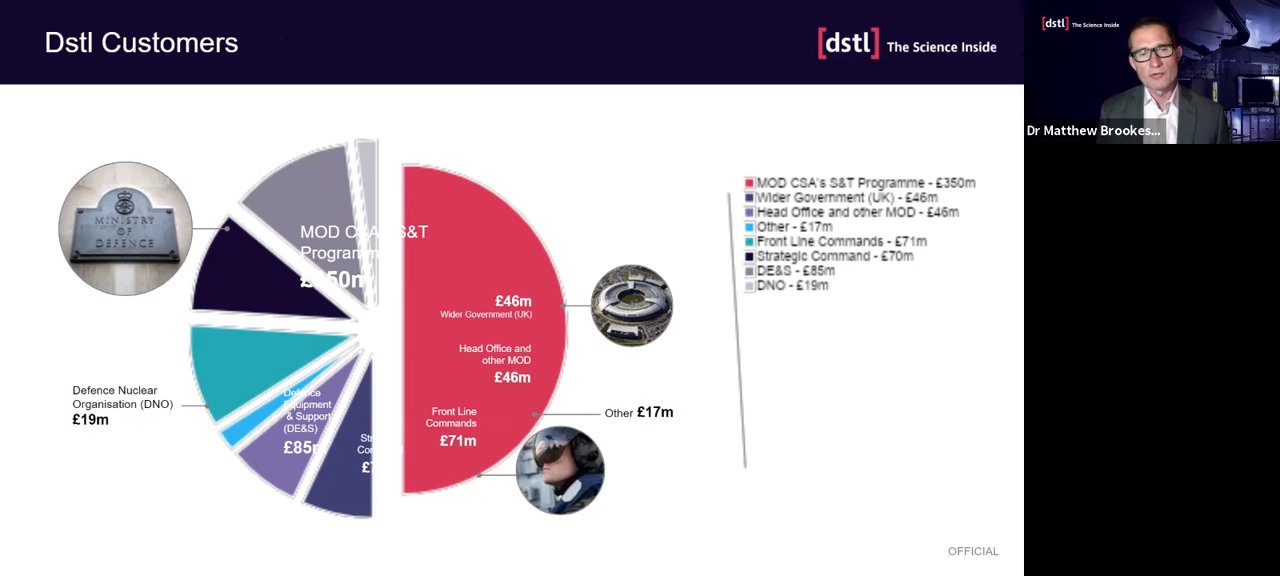 Dstl Customers
[dstl] The Science Inside
[dstl] The Science Inside
Dr Matthew Brookes...
MINISTRY
OF
DEFENCE
MOD CSA's S&T Programme - £350m
Wider Government (UK) - £46m
Head Office and other MOD - £46m
Other - £17m
Front Line Commands - £71m
Strategic Command - £70m
DE&S - £85m
DNO - £19m
MOD S&T
£46m
Wider Government (UK)
Head Office and
other MOD
£46m
Defence Nuclear
Organisation (DNO)
£19m
Defence
Equipment
& Support
(DE&S)
£85m
Front Line
Commands
£71m
Other £17m
OFFICIAL